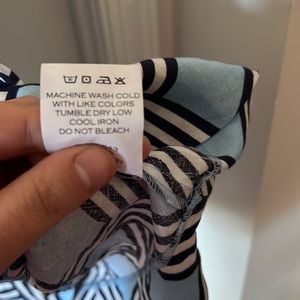 MACHINE WASH COLD
WITH LIKE COLORS
TUMBLE DRY LOW
COOL IRON
DO NOT BLEACH